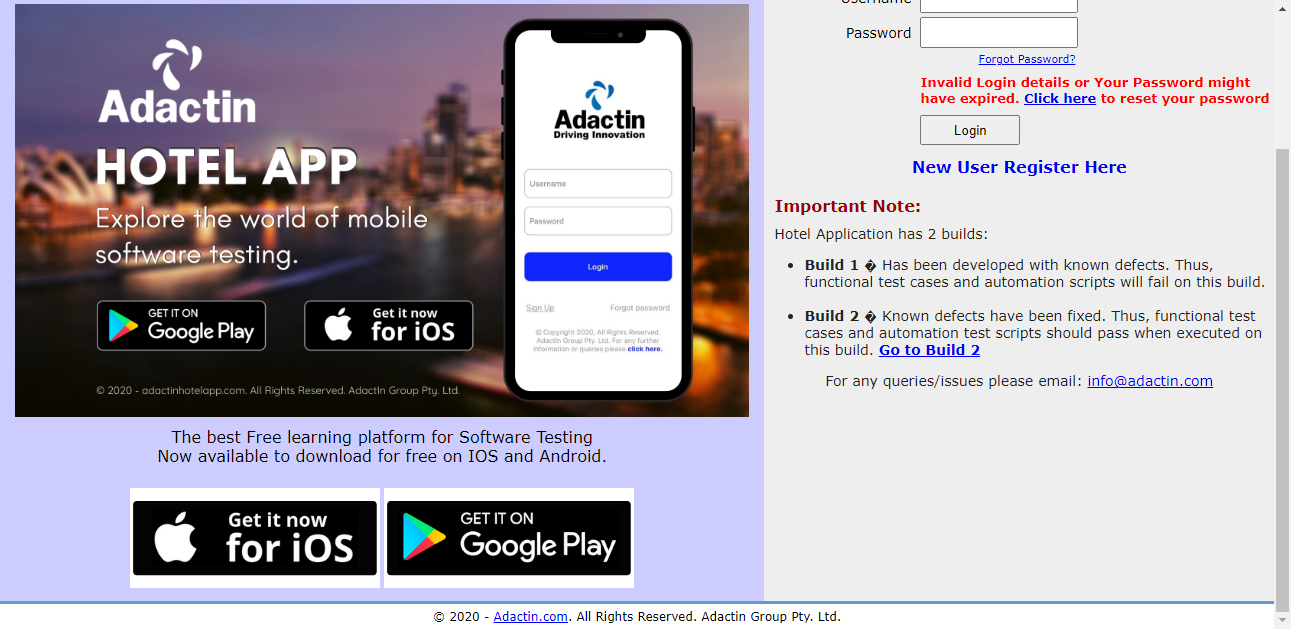 Adactin
HOTEL APP
Explore the world of mobile
software testing.
GET IT ON
Google Play
Get it now
for iOS
© 2020 - adactinhotelapp.com. All Rights Reserved. AdactIn Group Pty. Ltd.
Adactin
Driving Innovation
Username
Password
Login
Sign Up
Forgot password
© Copyright 2020, All Rights Reserved.
AdactIn Group Pty Ltd. For any further
information or queries please click here.
The best Free learning platform for Software Testing
Now available to download for free on IOS and Android.
Get it now
for iOS
GET IT ON
Google Play
Username
Password
Forgot Password?
Invalid Login details or Your Password might
have expired. Click here to reset your password
Login
New User Register Here
Important Note:
Hotel Application has 2 builds:
• Build 1 � Has been developed with known defects. Thus,
functional test cases and automation scripts will fail on this build.
• Build 2 � Known defects have been fixed. Thus, functional test
cases and automation test scripts should pass when executed on
this build. Go to Build 2
For any queries/issues please email: info@adactin.com
© 2020 - Adactin.com. All Rights Reserved. Adactin Group Pty. Ltd.